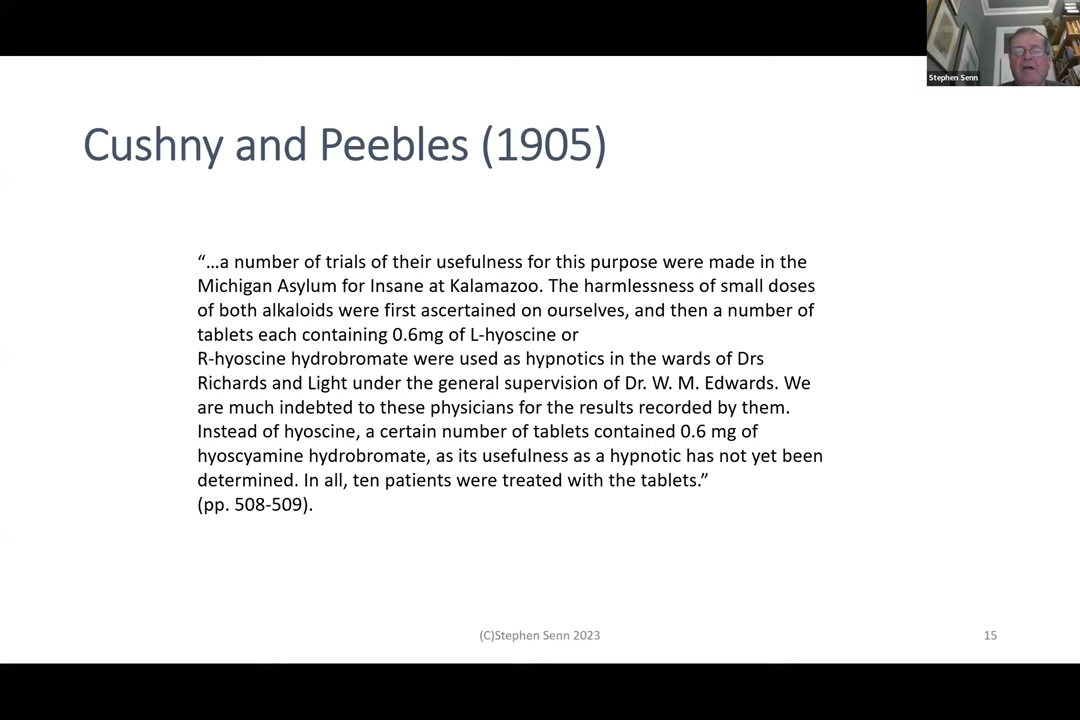 Stephen Senn
Cushny and Peebles (1905)
“…a number of trials of their usefulness for this purpose were made in the
Michigan Asylum for Insane at Kalamazoo. The harmlessness of small doses
of both alkaloids were first ascertained on ourselves, and then a number of
tablets each containing 0.6mg of L-hyoscine or
R-hyoscine hydrobromate were used as hypnotics in the wards of Drs
Richards and Light under the general supervision of Dr. W. M. Edwards. We
are much indebted to these physicians for the results recorded by them.
Instead of hyoscine, a certain number of tablets contained 0.6 mg of
hyoscyamine hydrobromate, as its usefulness as a hypnotic has not yet been
determined. In all, ten patients were treated with the tablets.”
(pp. 508-509).
(C)Stephen Senn 2023
15